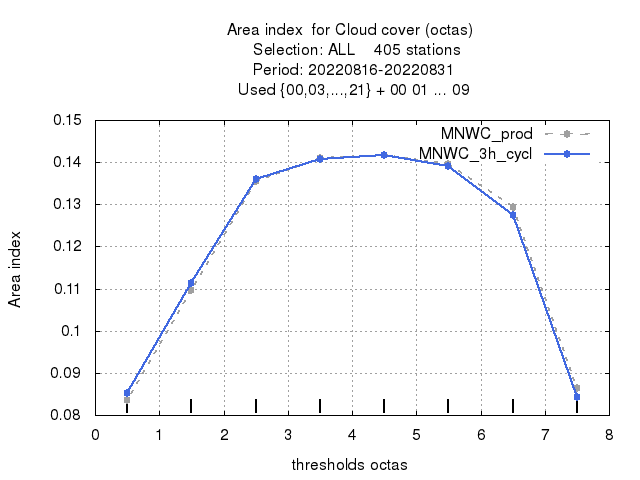 Area index  for Cloud cover (octas)
Selection: ALL    405 stations
Period: 20220816-20220831
Used {00,03,...,21} + 00 01 ... 09
MNWC_prod
MNWC_3h_cycl
0.15
0.14
0.13
0.12
0.11
0.1
0.09
0.08
Area index
0 1 2 3 4 5 6 7 8
thresholds octas